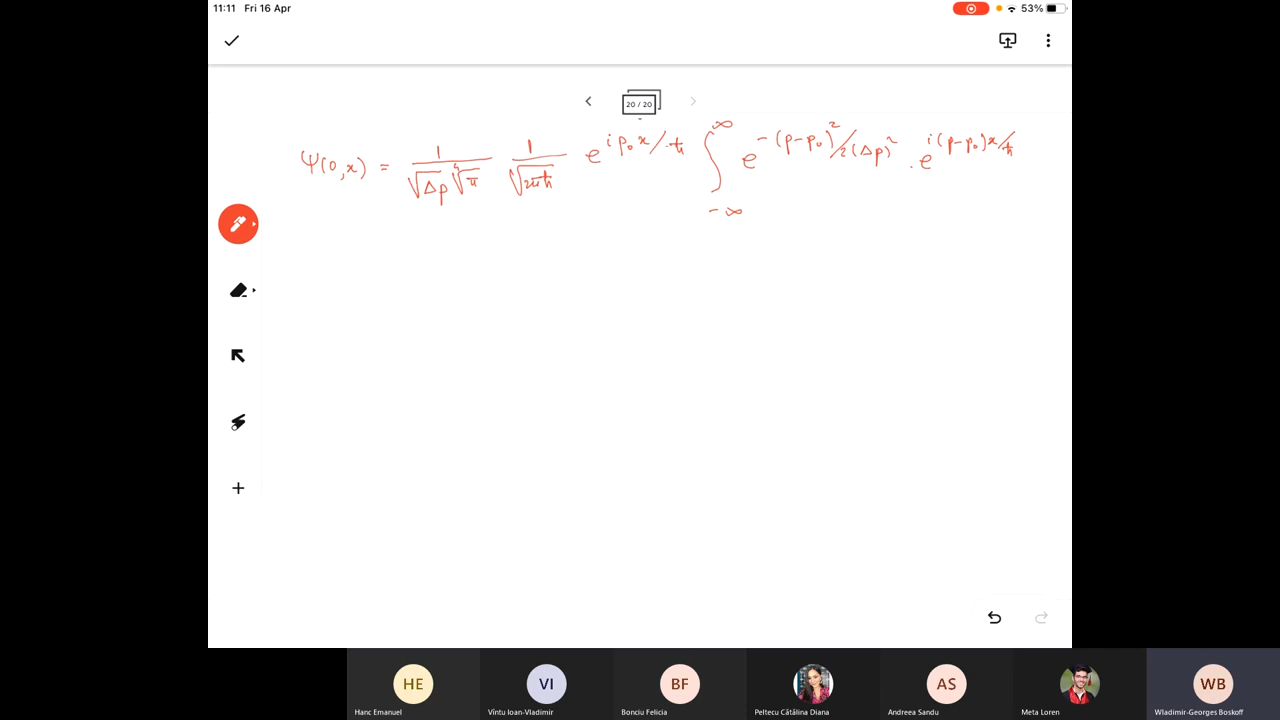 11:11 Fri 16 Apr 53%
20 / 20
Ψ(0,x) = 1/(√Δp ∜π) 1/√(2πħ) e^{i p₀x/ħ} ∫_{-∞}^{∞} e^{-(p-p₀)²/2(Δp)²} · e^{i(p-p₀)x/ħ}
HE VI BF AS WB
Hanc Emanuel Vîntu Ioan-Vladimir Bonciu Felicia Peltecu Cătălina Diana Andreea Sandu Meta Loren Wladimir-Georges Boskoff